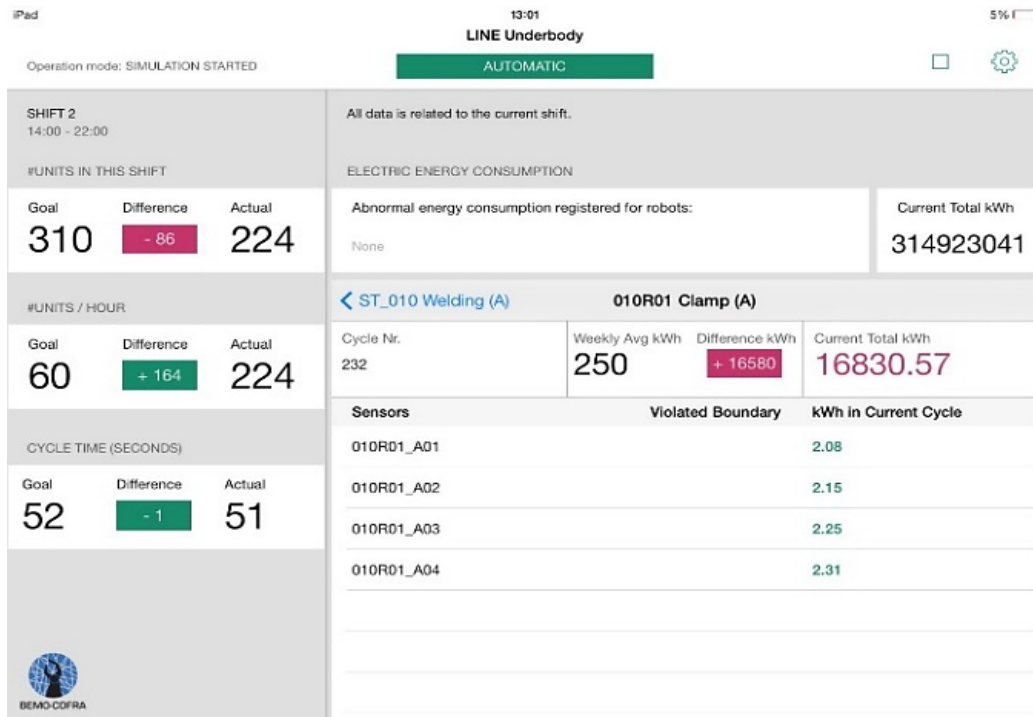 iPad 13:01 5%
LINE Underbody
Operation mode: SIMULATION STARTED AUTOMATIC
SHIFT 2
14:00 - 22:00
All data is related to the current shift.
#UNITS IN THIS SHIFT
Goal Difference Actual
310 - 86 224
ELECTRIC ENERGY CONSUMPTION
Abnormal energy consumption registered for robots:
None
Current Total kWh
314923041
#UNITS / HOUR
Goal Difference Actual
60 + 164 224
ST_010 Welding (A) 010R01 Clamp (A)
Cycle Nr. Weekly Avg kWh Difference kWh Current Total kWh
232 250 + 16580 16830.57
CYCLE TIME (SECONDS)
Goal Difference Actual
52 - 1 51
Sensors Violated Boundary kWh in Current Cycle
010R01_A01 2.08
010R01_A02 2.15
010R01_A03 2.25
010R01_A04 2.31
BEMO-COFRA